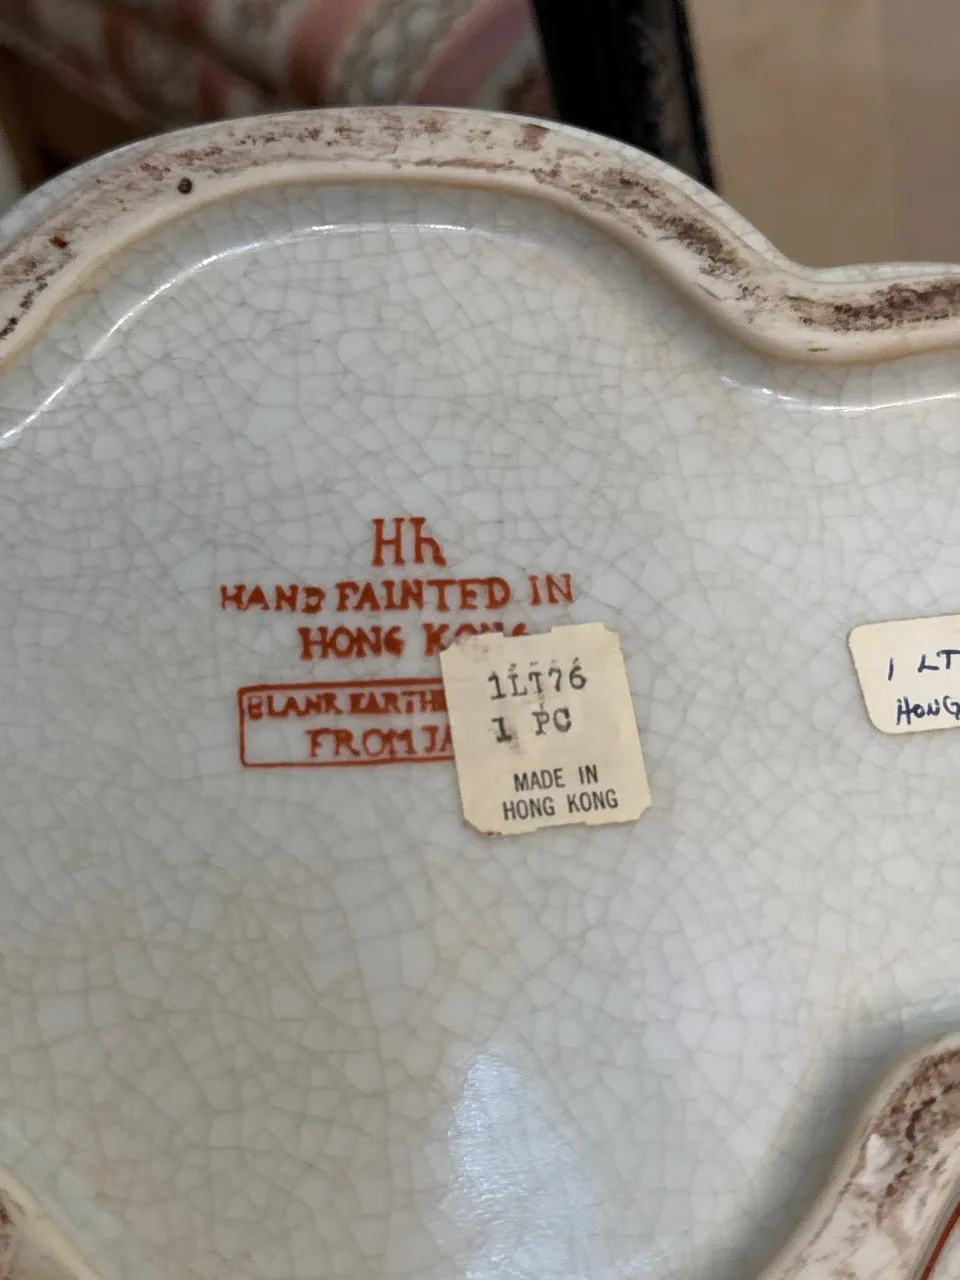 Hh
HAND PAINTED IN
HONG KONG
BLANK EARTH
FROM JA
1LT76
1 PC
MADE IN
HONG KONG
1 LT
HONG